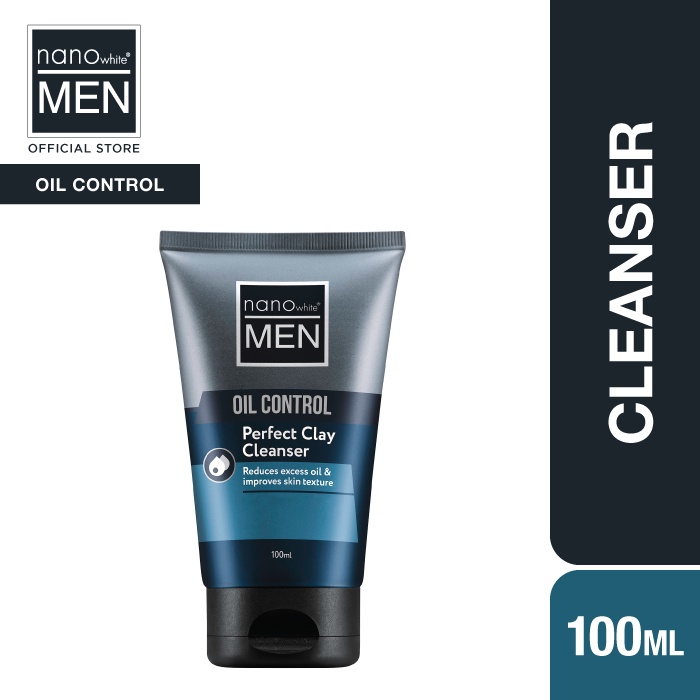 nanowhite®
MEN
OFFICIAL STORE
OIL CONTROL
nanowhite®
MEN
OIL CONTROL
Perfect Clay
Cleanser
Reduces excess oil &
improves skin texture
100ml
CLEANSER
100ML